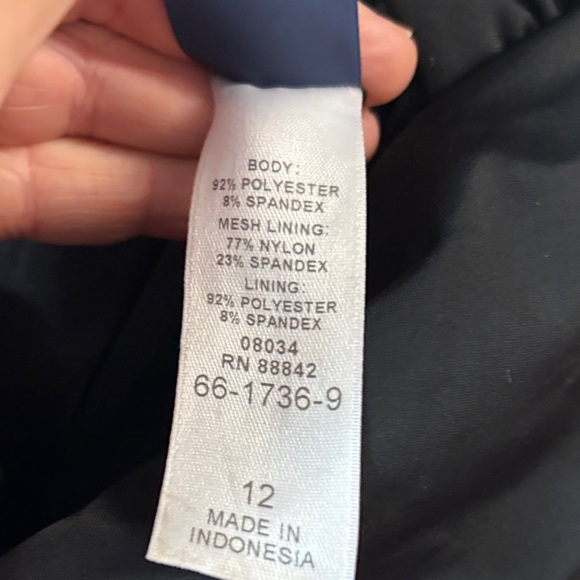 BODY:
92% POLYESTER
8% SPANDEX
MESH LINING:
77% NYLON
23% SPANDEX
LINING:
92% POLYESTER
8% SPANDEX
08034
RN 88842
66-1736-9
12
MADE IN
INDONESIA